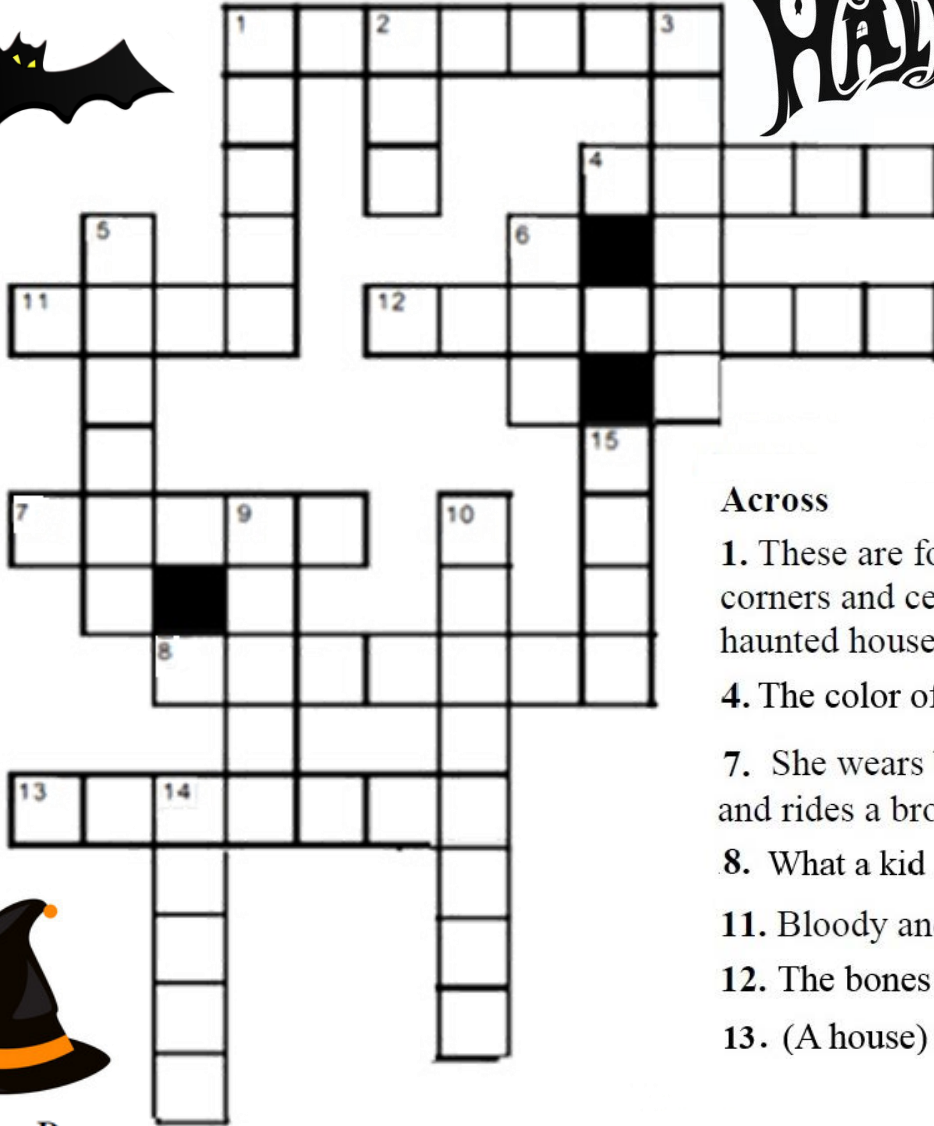 HAL
1 2 3
4
5 6
11 12
15
7 9 10
8
13 14
Across
1. These are fo
corners and ce
haunted house
4. The color of
7. She wears
and rides a bro
8. What a kid
11. Bloody an
12. The bones
13. (A house)